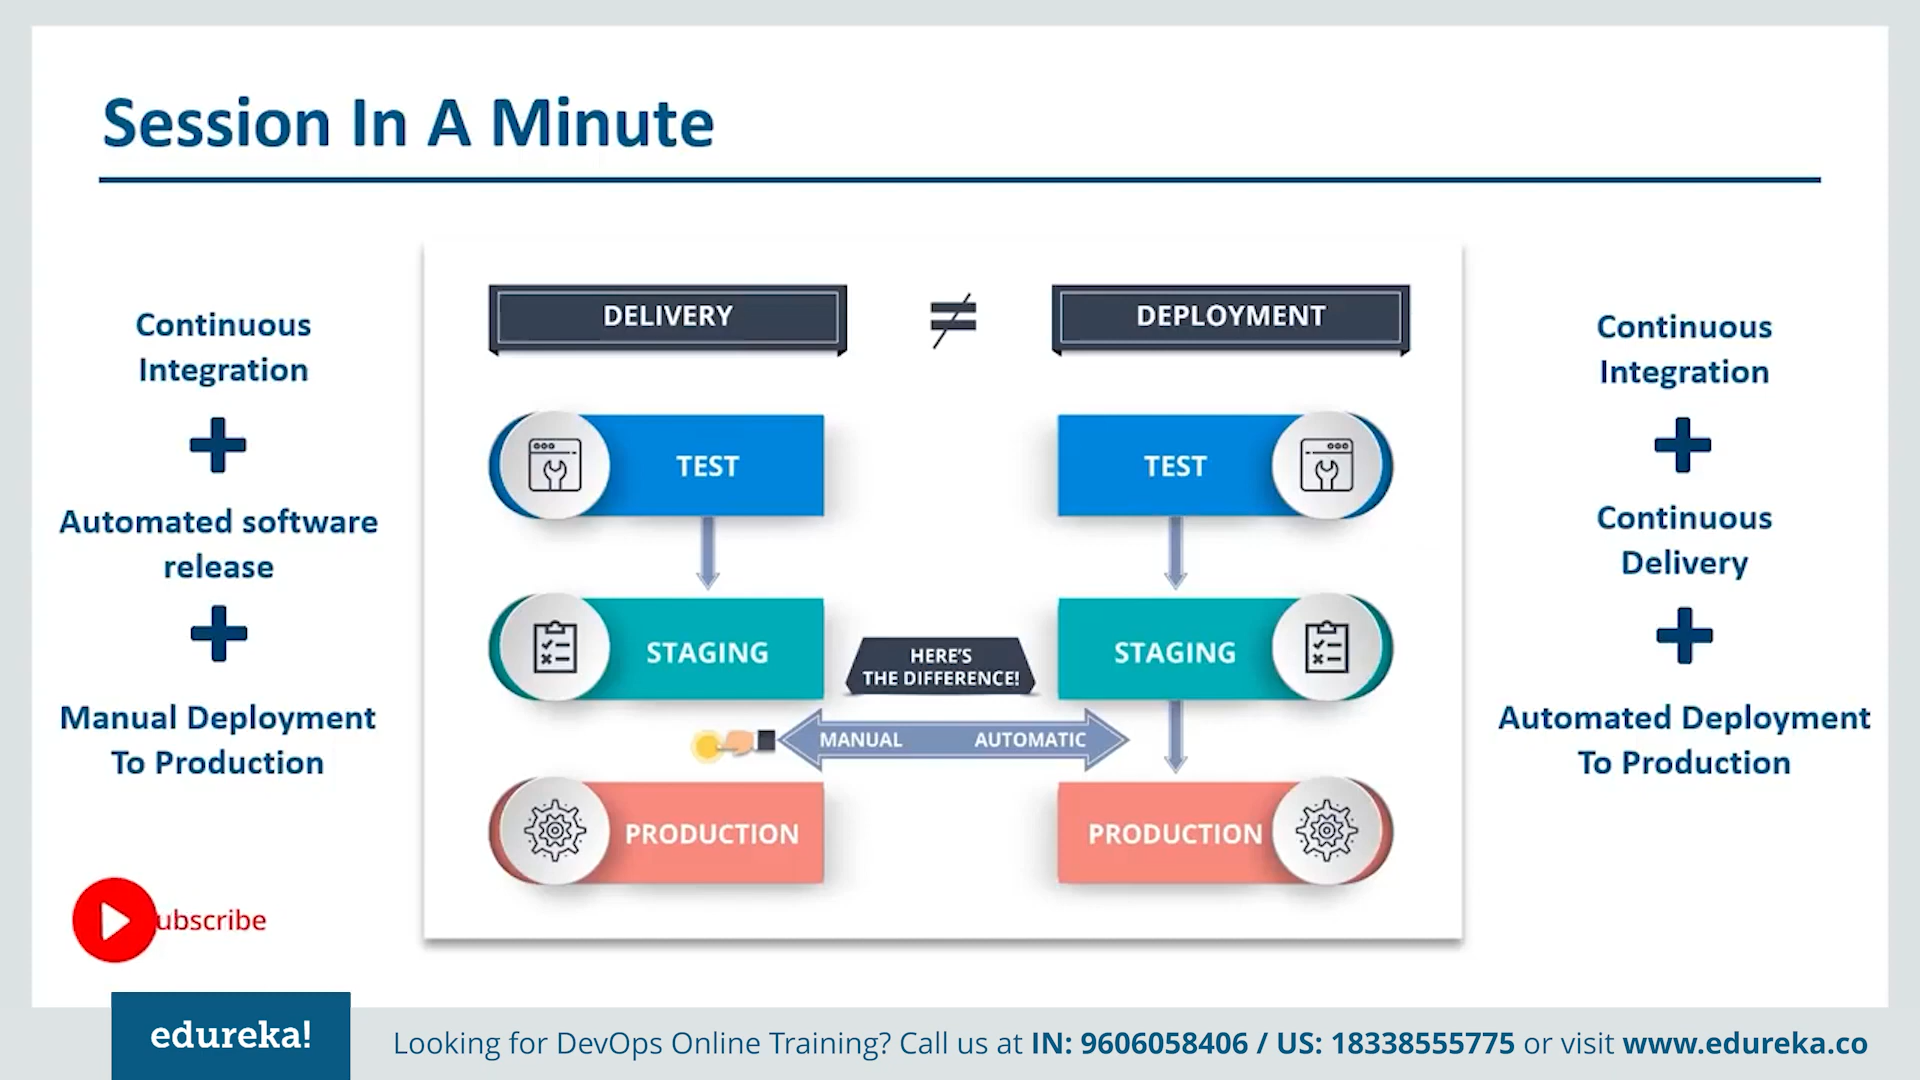 Session In A Minute
Continuous
Integration
Automated software
release
Manual Deployment
To Production
DELIVERY
≠
DEPLOYMENT
TEST
TEST
STAGING
HERE'S
THE DIFFERENCE!
STAGING
MANUAL
AUTOMATIC
PRODUCTION
PRODUCTION
Continuous
Integration
Continuous
Delivery
Automated Deployment
To Production
ubscribe
edureka!
Looking for DevOps Online Training? Call us at IN: 9606058406 / US: 18338555775 or visit www.edureka.co